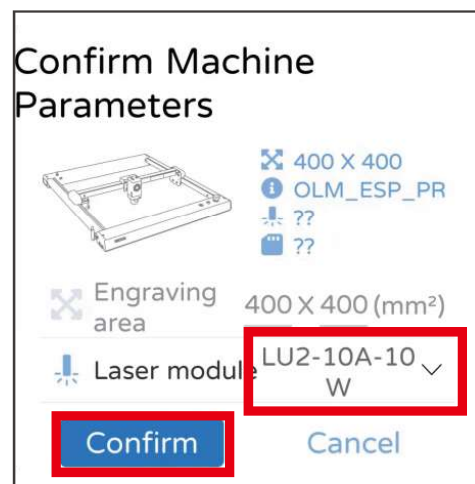 Confirm Machine
Parameters
400 X 400
OLM_ESP_PR
??
??
Engraving
area
400 X 400 (mm²)
Laser module
LU2-10A-10
W
Confirm
Cancel